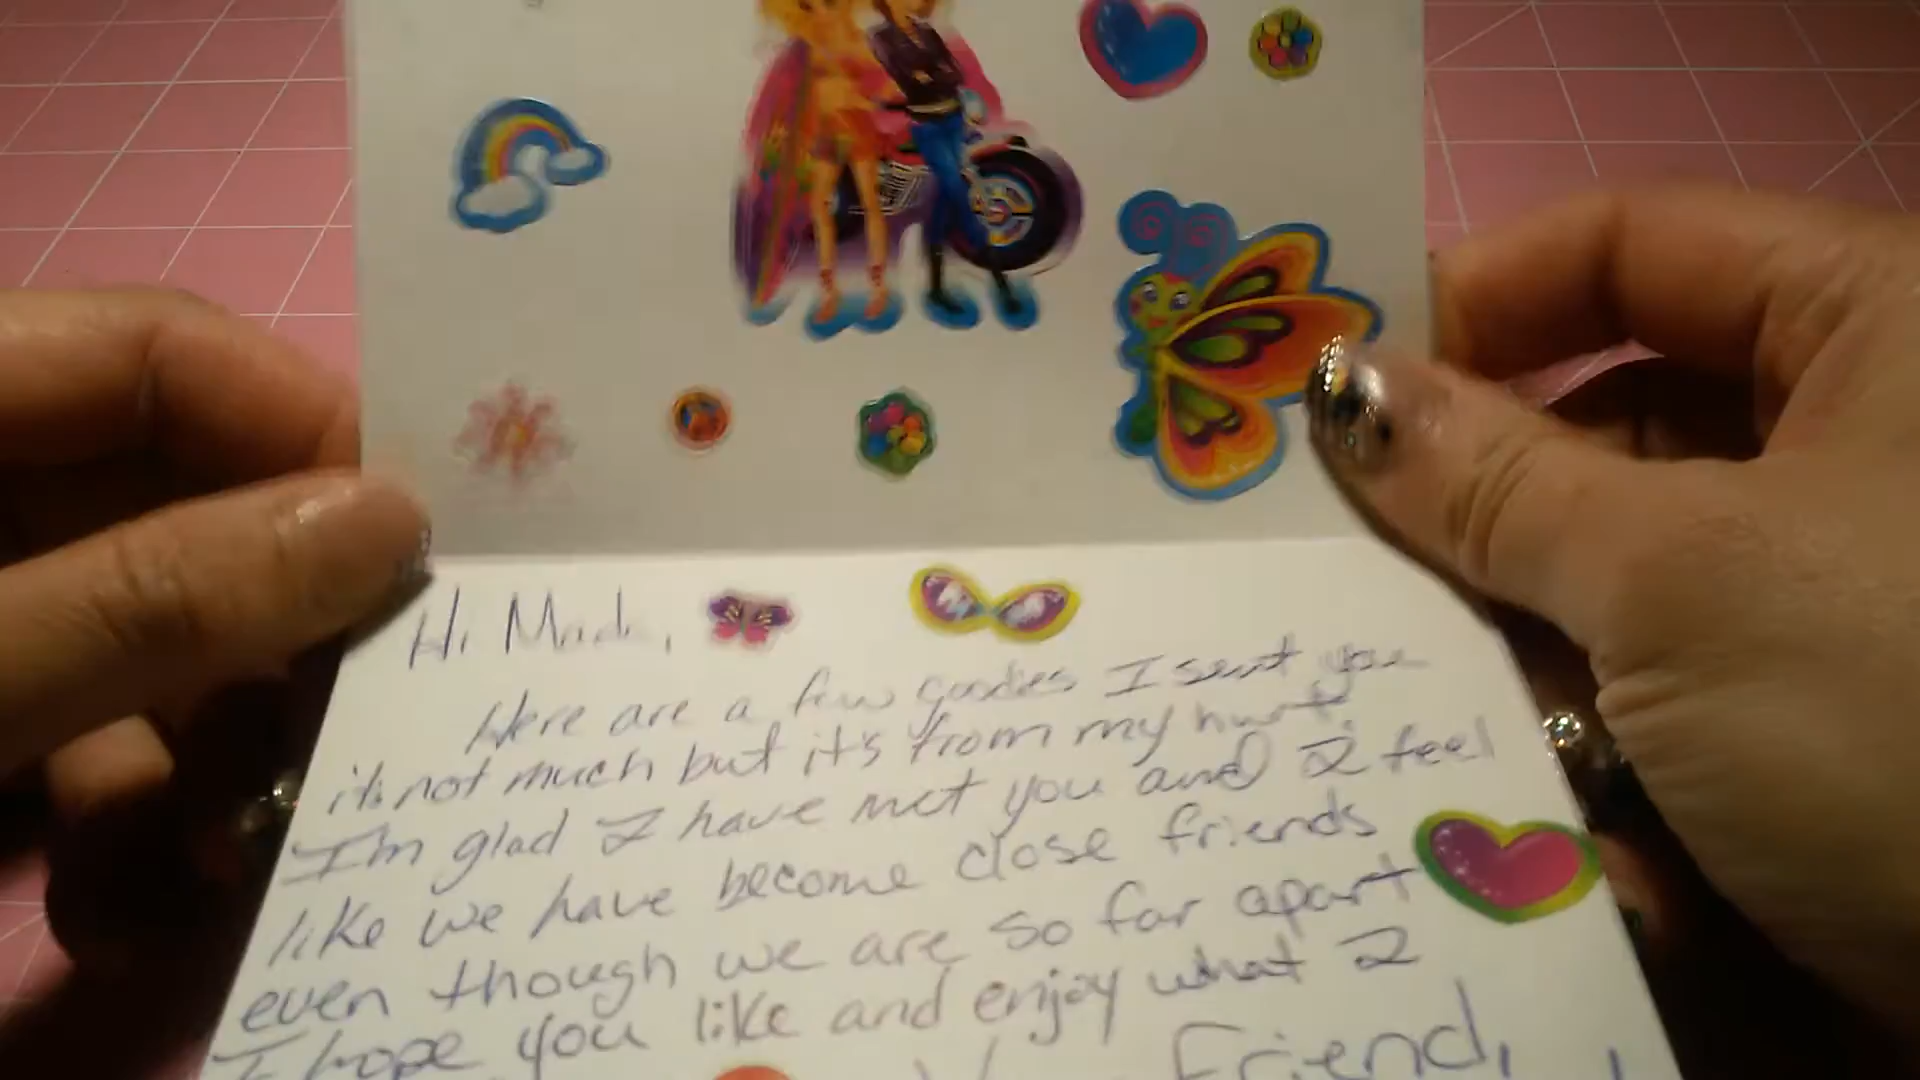 Hi
Here are a few goodies I sent you
it's not much but it's from my hurt.
I'm glad I have met you and I feel
like we have become close friends
even though we are so far apart
I hope you like and enjoy what I
Friend,